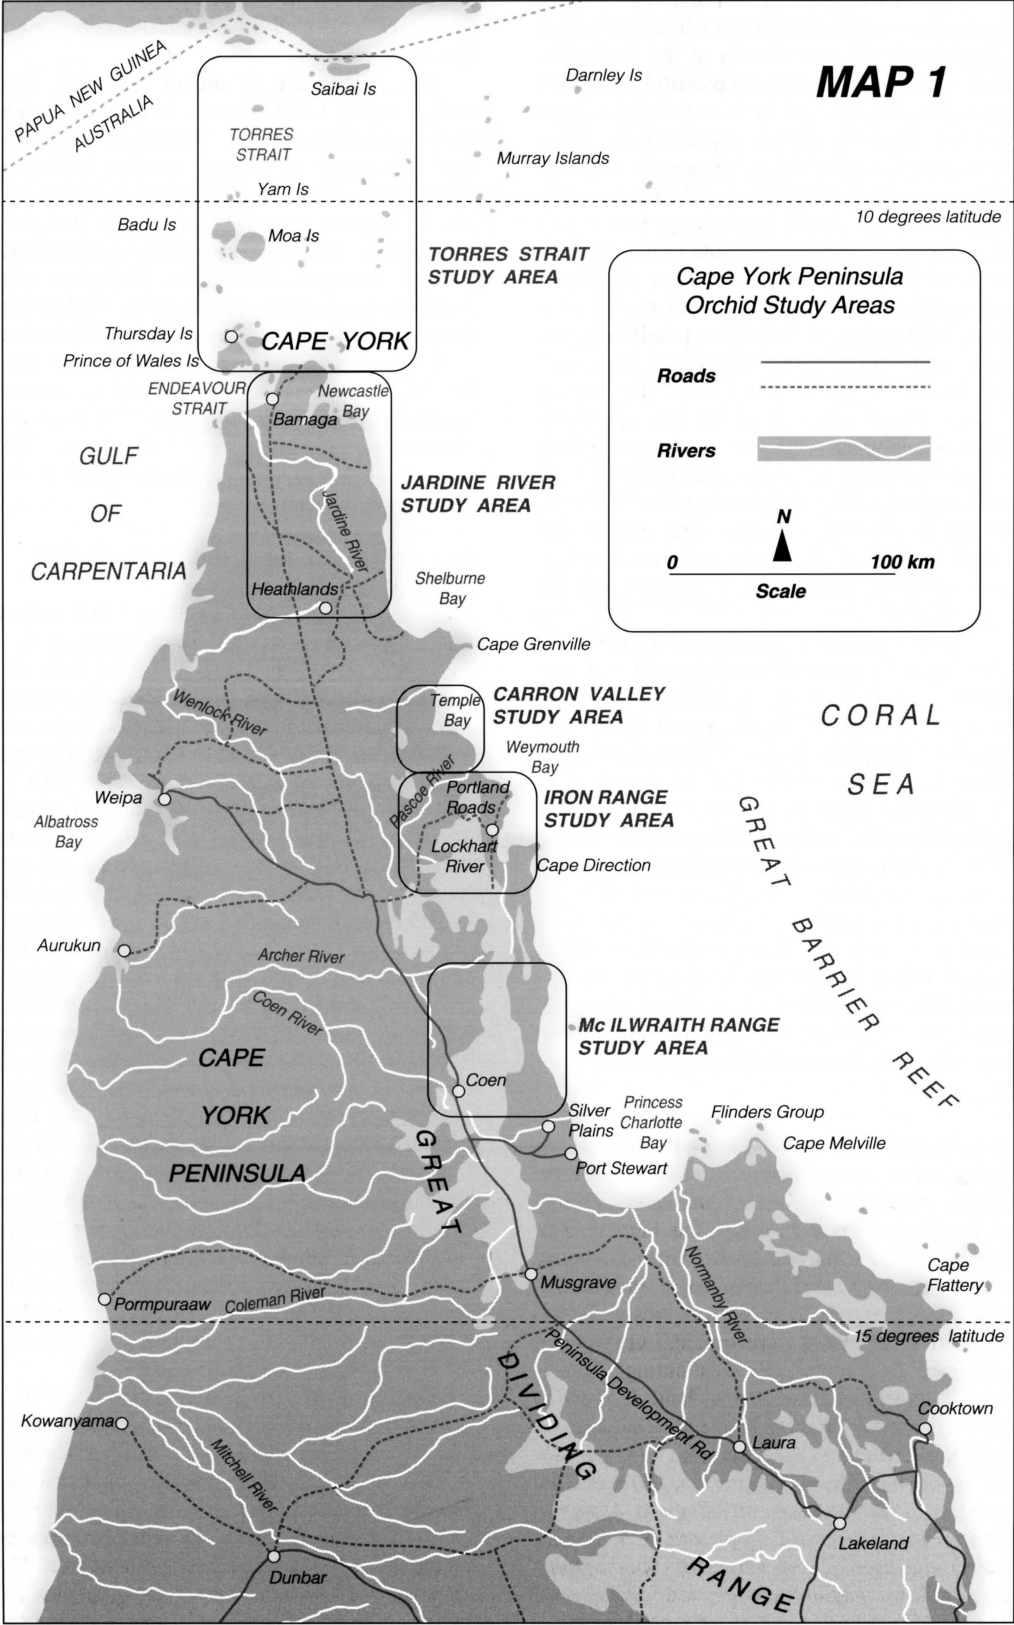 MAP 1
PAPUA NEW GUINEA
AUSTRALIA
Saibai Is
Darnley Is
TORRES
STRAIT
Murray Islands
Yam Is
10 degrees latitude
Badu Is
Moa Is
TORRES STRAIT
STUDY AREA
Cape York Peninsula
Orchid Study Areas
Roads
Rivers
N
0
100 km
Scale
Thursday Is
CAPE YORK
Prince of Wales Is
ENDEAVOUR
STRAIT
Newcastle
Bay
Bamaga
GULF
OF
CARPENTARIA
JARDINE RIVER
STUDY AREA
Jardine River
Heathlands
Shelburne
Bay
Cape Grenville
CARRON VALLEY
STUDY AREA
Temple
Bay
Wenlock River
Weymouth
Bay
CORAL
SEA
Pascoe River
Portland
Roads
IRON RANGE
STUDY AREA
Weipa
Albatross
Bay
Lockhart
River
Cape Direction
GREAT BARRIER REEF
Aurukun
Archer River
Coen River
Mc ILWRAITH RANGE
STUDY AREA
CAPE
YORK
PENINSULA
Coen
Silver
Plains
Princess
Charlotte
Bay
Flinders Group
Cape Melville
Port Stewart
GREAT
Normanby River
Cape
Flattery
Musgrave
Pormpuraaw
Coleman River
15 degrees latitude
Peninsula Development Rd
DIVIDING
Kowanyama
Mitchell River
Cooktown
Laura
Lakeland
Dunbar
RANGE